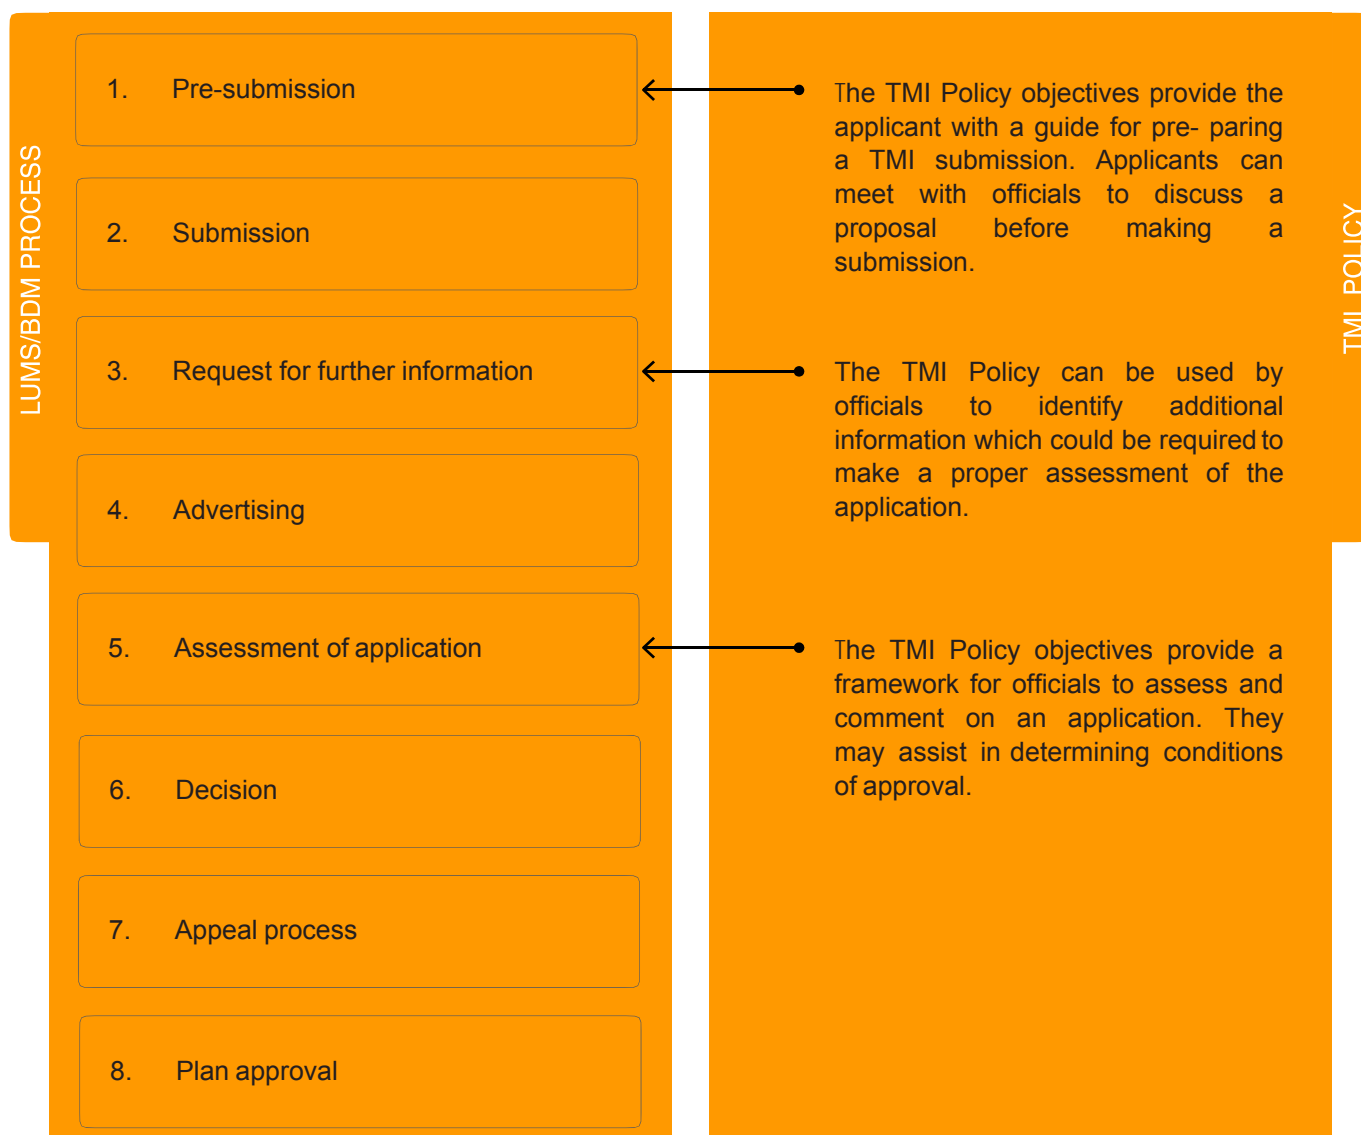 LUMS/BDM PROCESS
1. Pre-submission
2. Submission
3. Request for further information
4. Advertising
5. Assessment of application
6. Decision
7. Appeal process
8. Plan approval
The TMI Policy objectives provide the
applicant with a guide for pre- paring
a TMI submission. Applicants can
meet with officials to discuss a
proposal before making a
submission.
The TMI Policy can be used by
officials to identify additional
information which could be required to
make a proper assessment of the
application.
The TMI Policy objectives provide a
framework for officials to assess and
comment on an application. They
may assist in determining conditions
of approval.
TMI POLICY